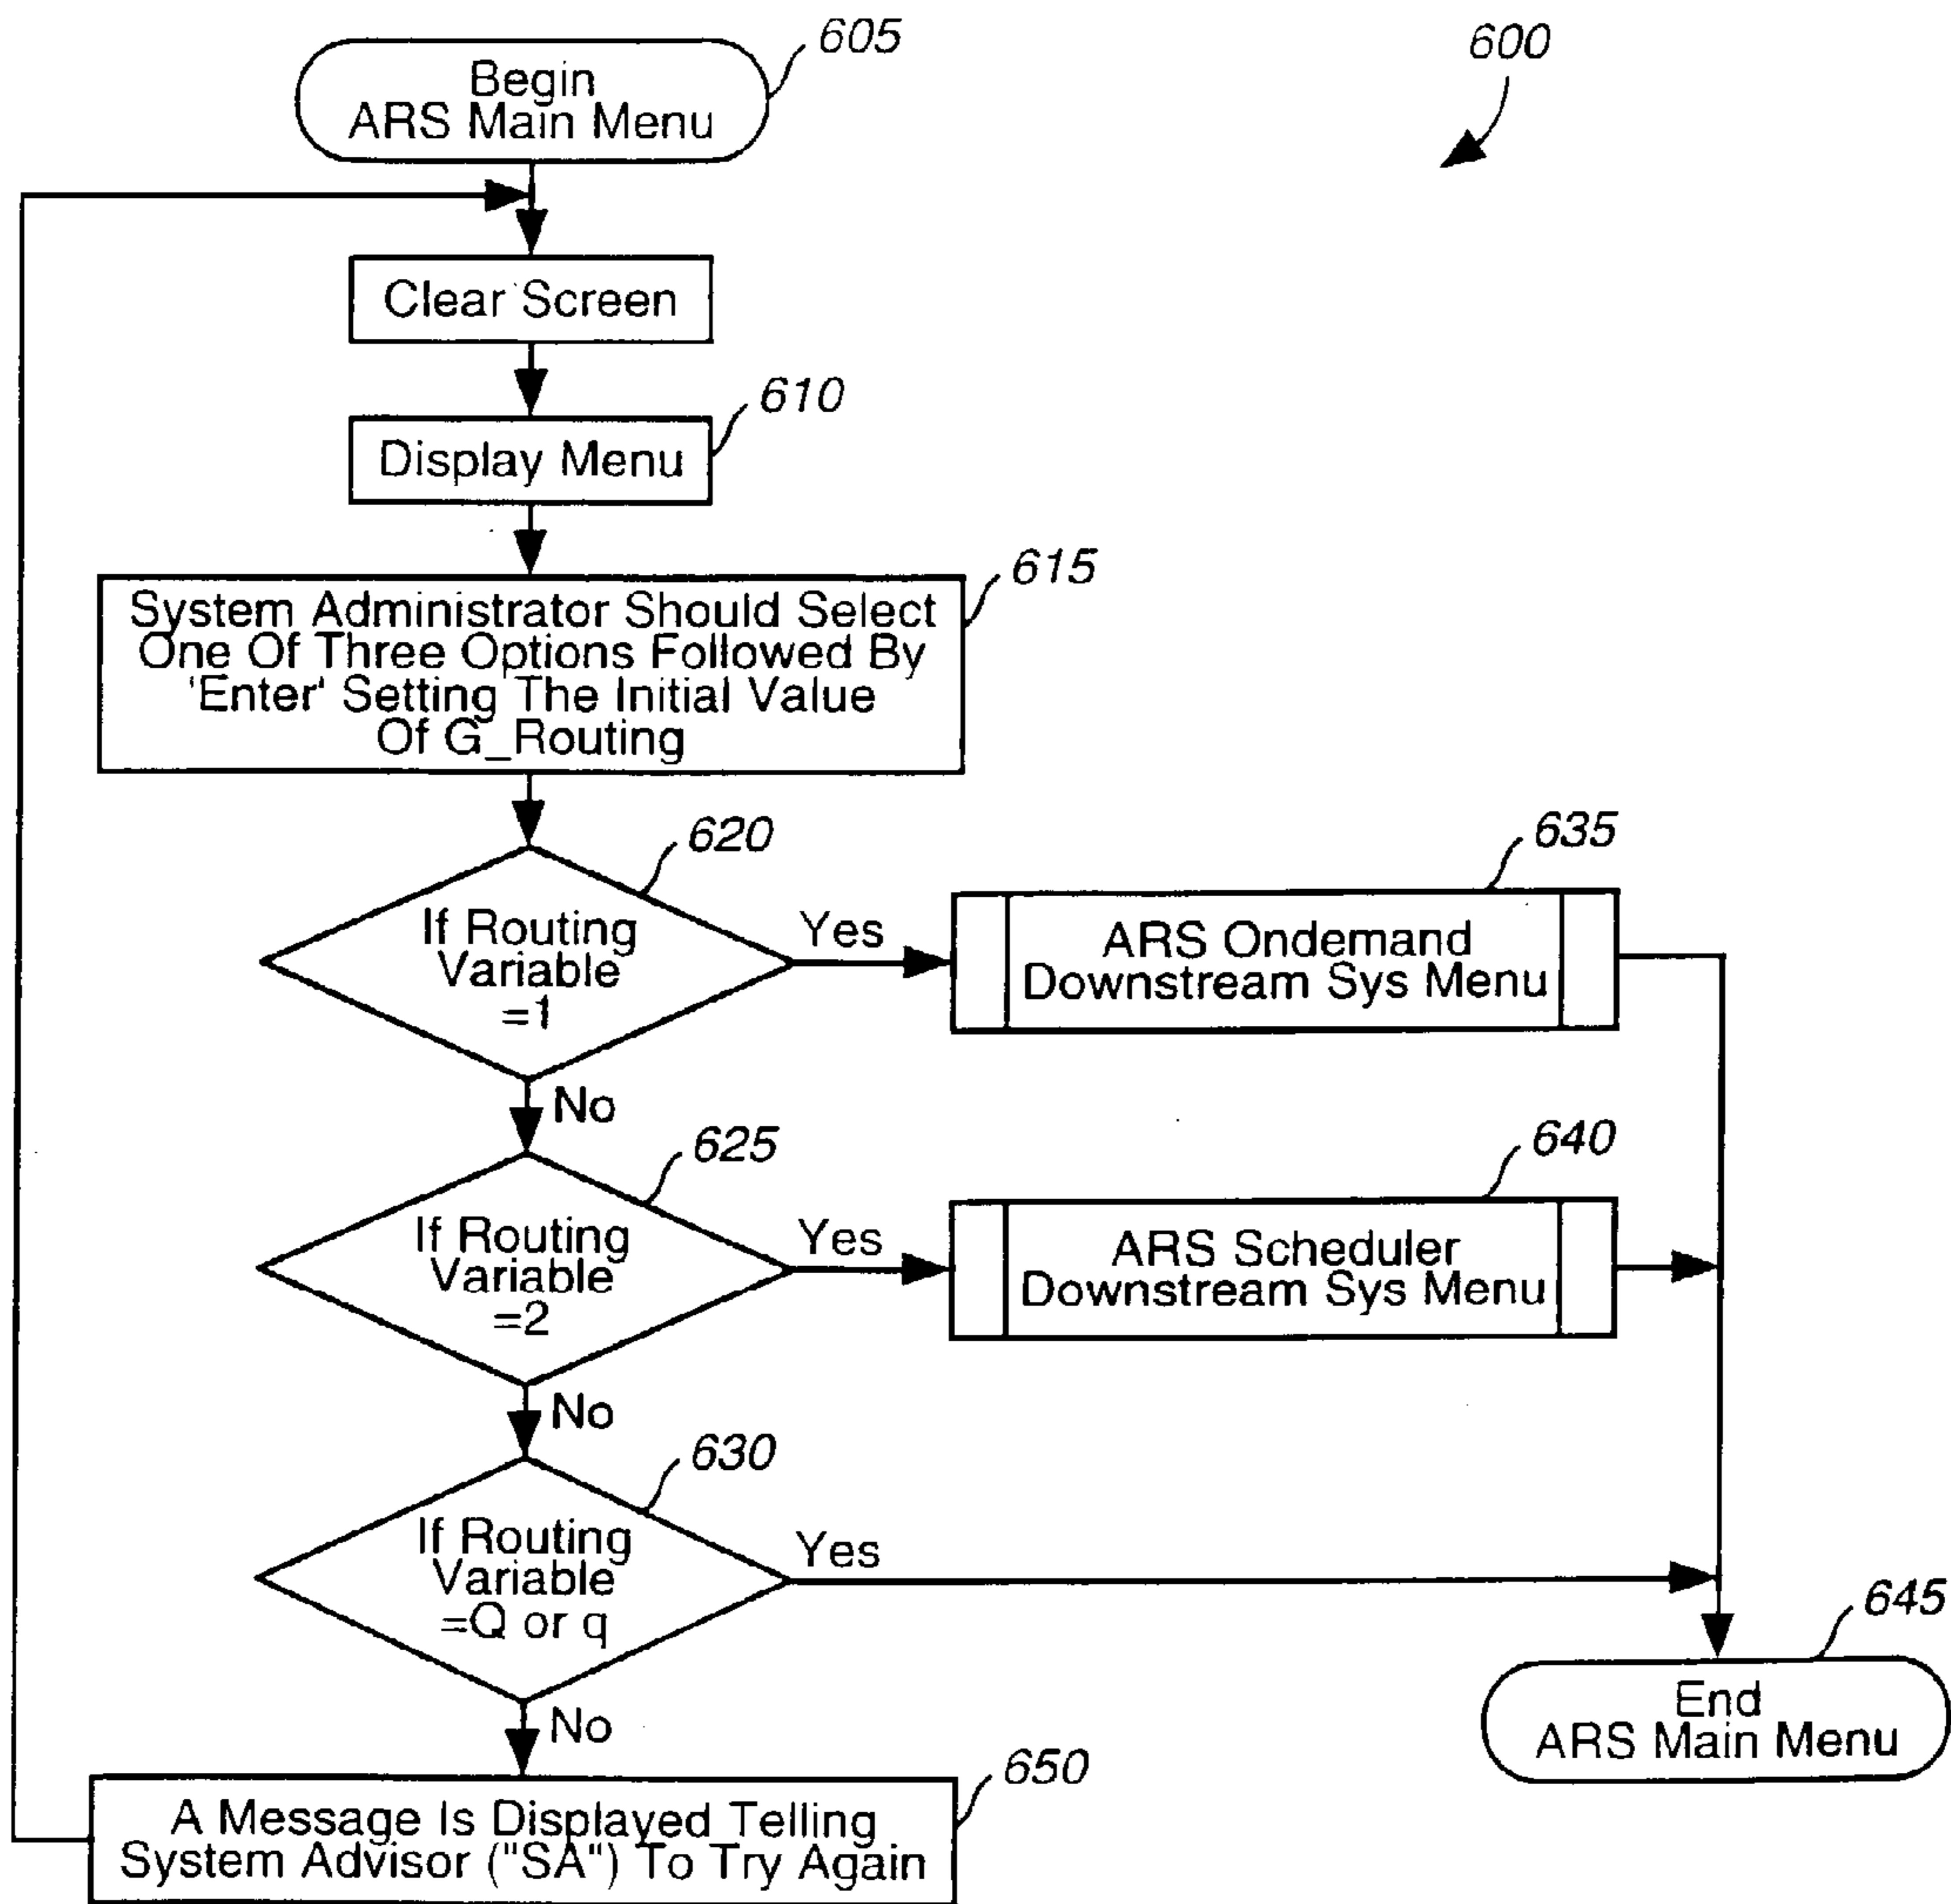 605
600
Begin
ARS Main Menu
Clear Screen
610
Display Menu
615
System Administrator Should Select
One Of Three Options Followed By
'Enter' Setting The Initial Value
Of G_Routing
620
If Routing
Variable
=1
Yes
635
ARS Ondemand
Downstream Sys Menu
No
625
If Routing
Variable
=2
Yes
640
ARS Scheduler
Downstream Sys Menu
No
630
If Routing
Variable
=Q or q
Yes
645
End
ARS Main Menu
No
650
A Message Is Displayed Telling
System Advisor ("SA") To Try Again